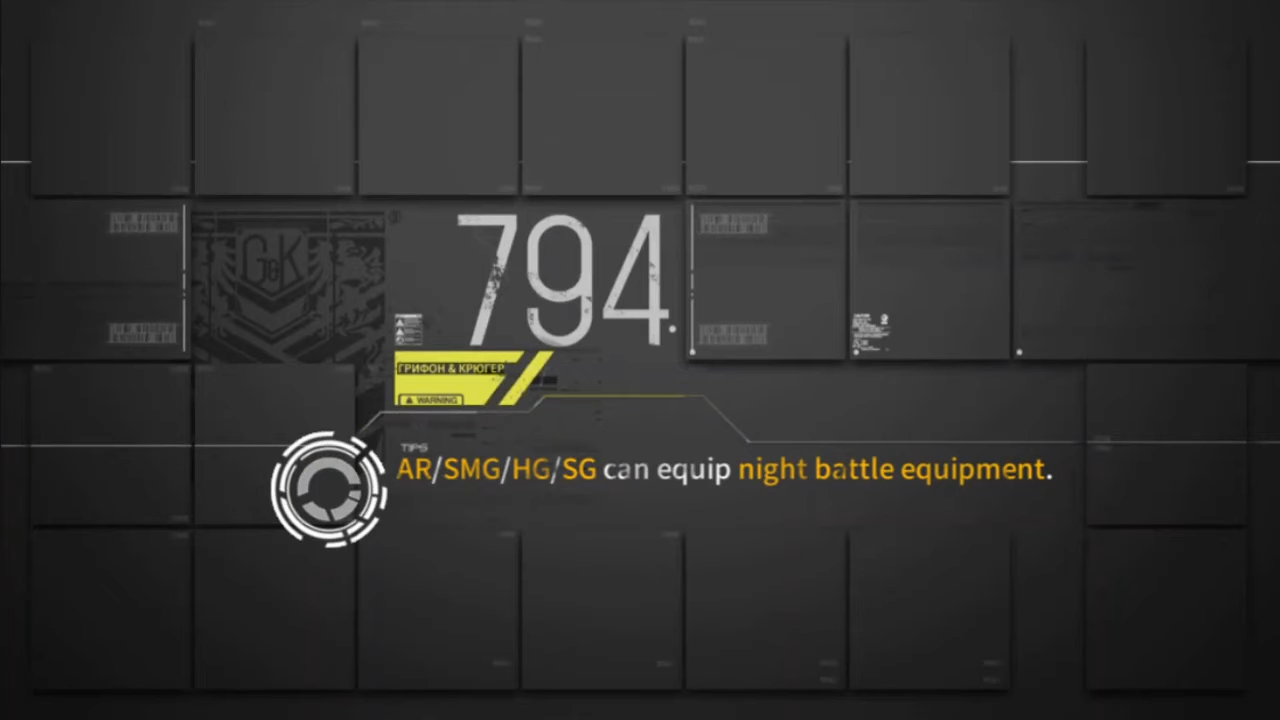 G&K
794.
ГРИФОН & КРЮГЕР
WARNING
TIPS
AR/SMG/HG/SG can equip night battle equipment.